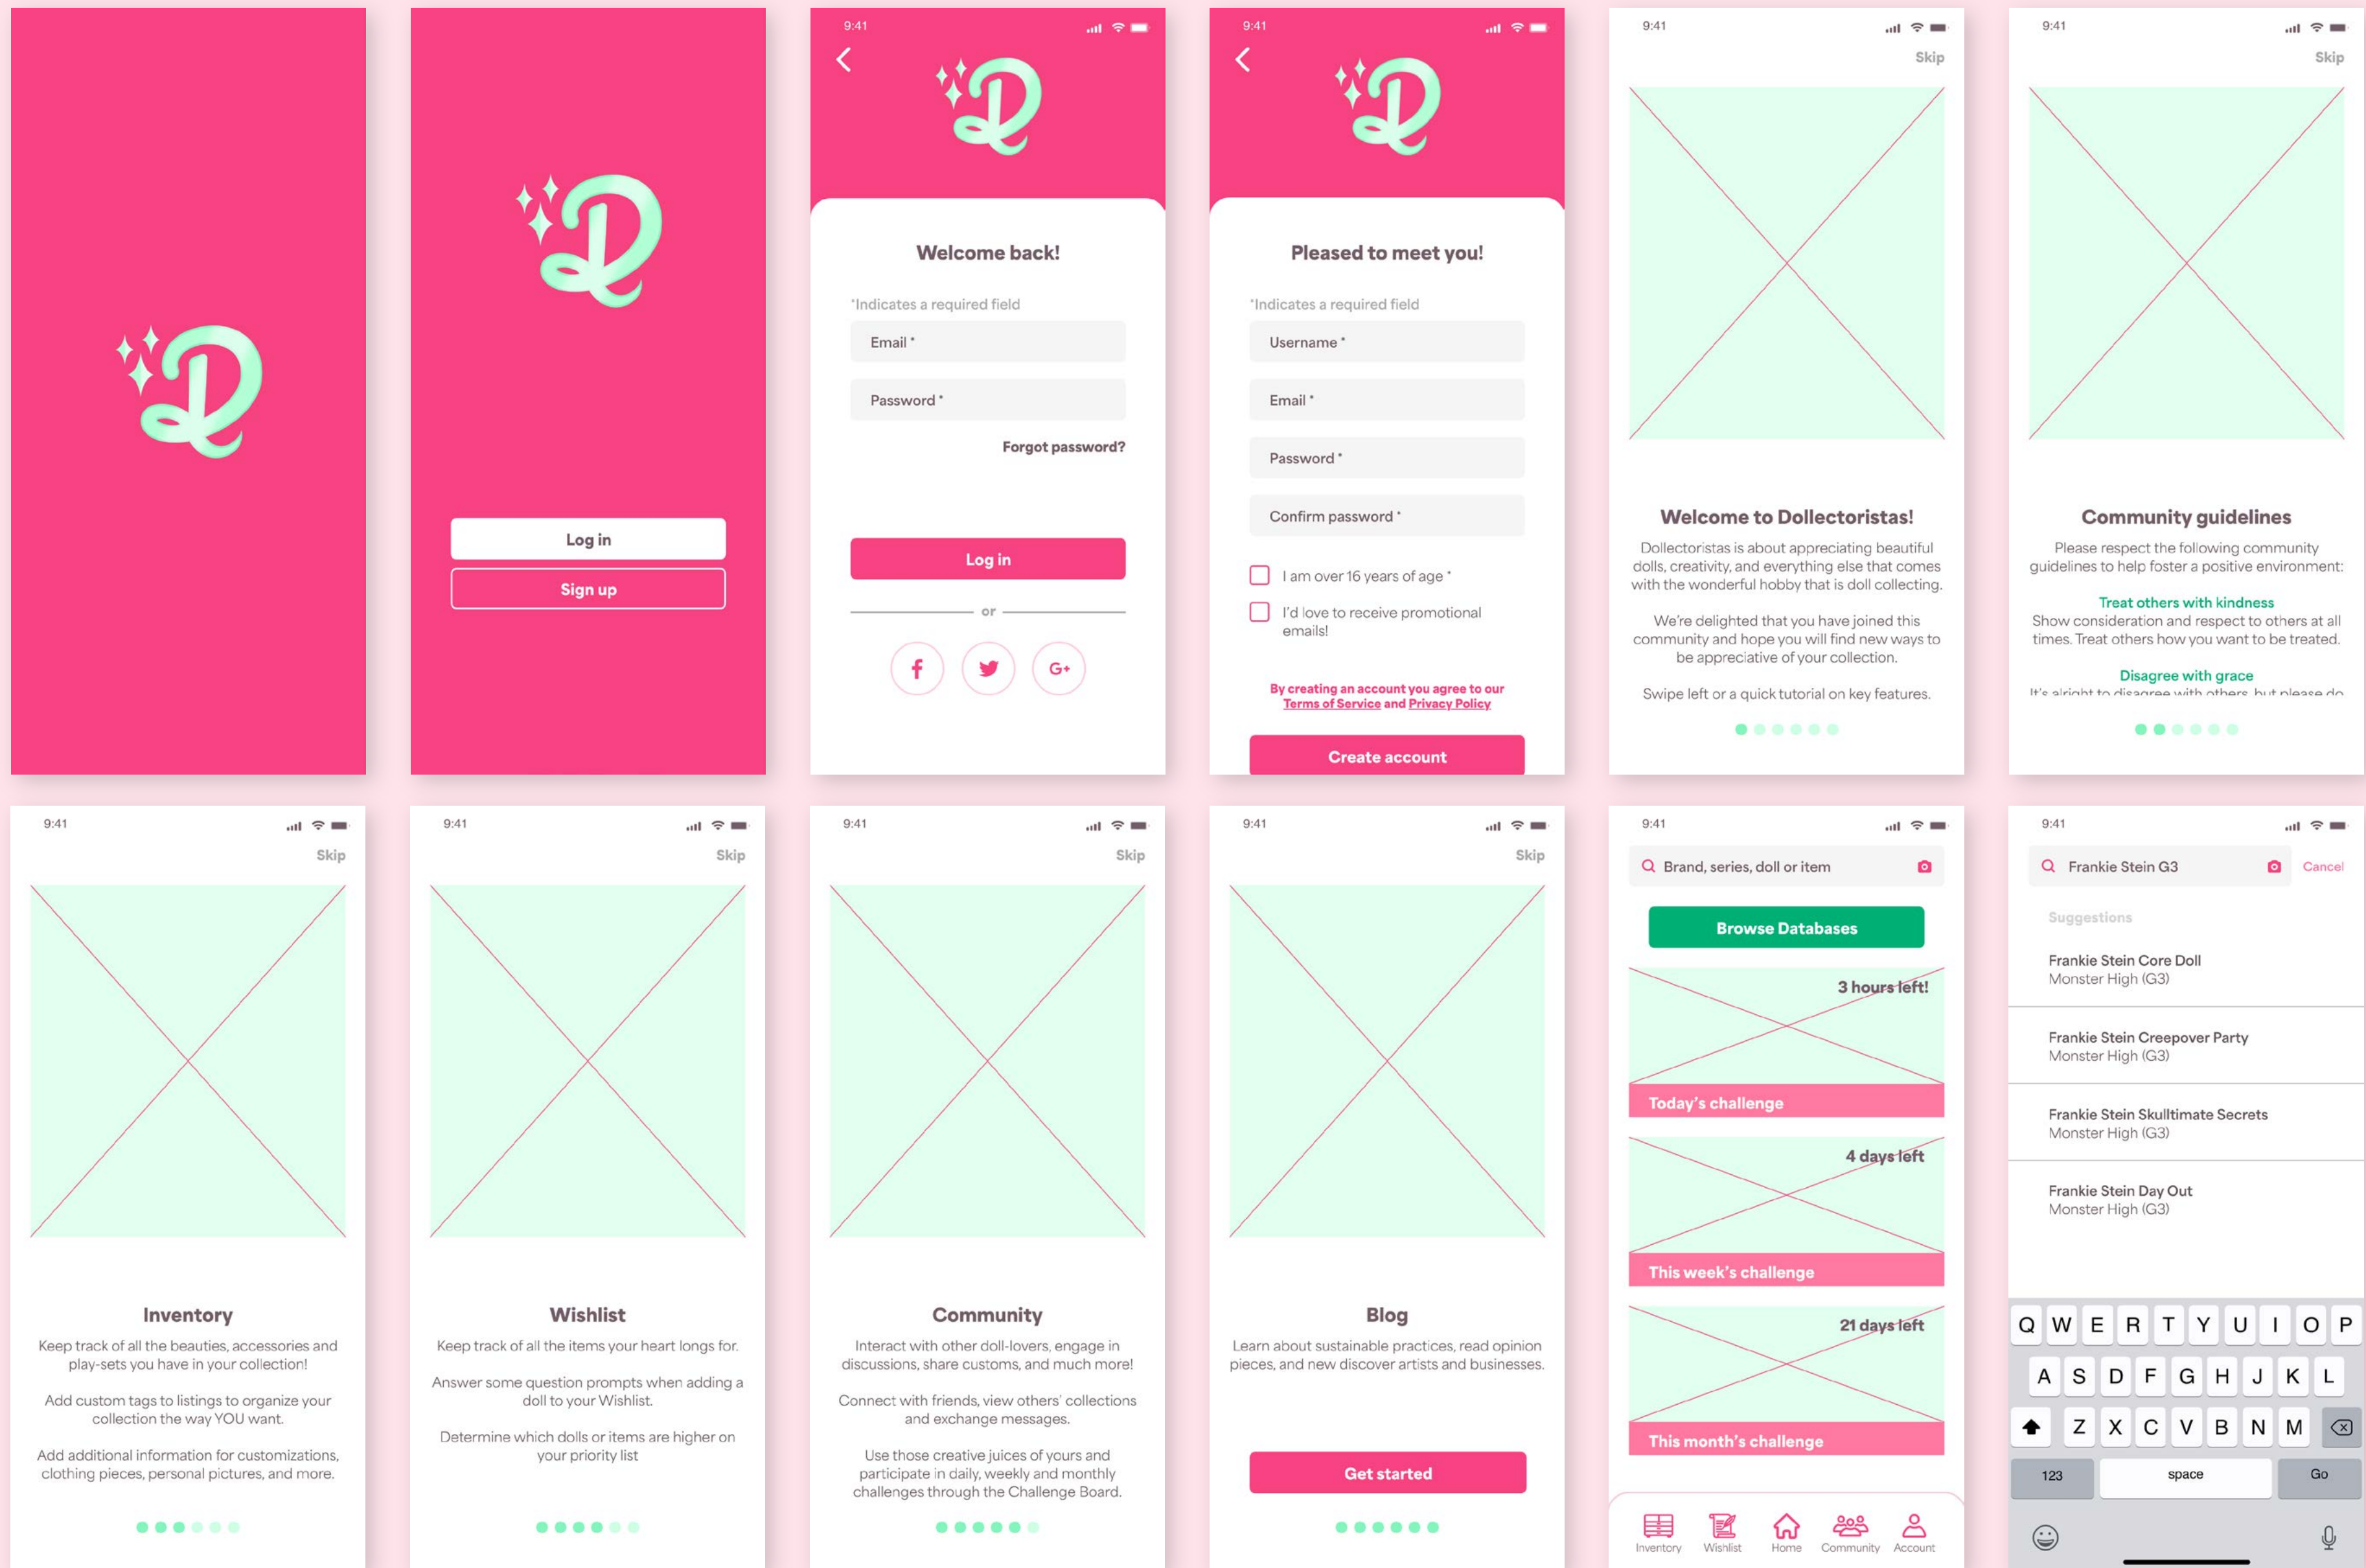 D
D
Log in
Sign up
9:41
D
Welcome back!
*Indicates a required field
Email *
Password *
Forgot password?
Log in
or
f
G+
9:41
D
Pleased to meet you!
*Indicates a required field
Username *
Email *
Password *
Confirm password *
I am over 16 years of age *
I'd love to receive promotional
emails!
By creating an account you agree to our
Terms of Service and Privacy Policy
Create account
9:41
Skip
Welcome to Dollectoristas!
Dollectoristas is about appreciating beautiful
dolls, creativity, and everything else that comes
with the wonderful hobby that is doll collecting.
We're delighted that you have joined this
community and hope you will find new ways to
be appreciative of your collection.
Swipe left or a quick tutorial on key features.
9:41
Skip
Community guidelines
Please respect the following community
guidelines to help foster a positive environment:
Treat others with kindness
Show consideration and respect to others at all
times. Treat others how you want to be treated.
Disagree with grace
It's alright to disagree with others, but please do
9:41
Skip
Inventory
Keep track of all the beauties, accessories and
play-sets you have in your collection!
Add custom tags to listings to organize your
collection the way YOU want.
Add additional information for customizations,
clothing pieces, personal pictures, and more.
9:41
Skip
Wishlist
Keep track of all the items your heart longs for.
Answer some question prompts when adding a
doll to your Wishlist.
Determine which dolls or items are higher on
your priority list
9:41
Skip
Community
Interact with other doll-lovers, engage in
discussions, share customs, and much more!
Connect with friends, view others' collections
and exchange messages.
Use those creative juices of yours and
participate in daily, weekly and monthly
challenges through the Challenge Board.
9:41
Skip
Blog
Learn about sustainable practices, read opinion
pieces, and new discover artists and businesses.
Get started
9:41
Brand, series, doll or item
Browse Databases
3 hours left!
Today's challenge
4 days left
This week's challenge
21 days left
This month's challenge
Inventory Wishlist Home Community Account
9:41
Frankie Stein G3 Cancel
Suggestions
Frankie Stein Core Doll
Monster High (G3)
Frankie Stein Creepover Party
Monster High (G3)
Frankie Stein Skulltimate Secrets
Monster High (G3)
Frankie Stein Day Out
Monster High (G3)
Q W E R T Y U I O P
A S D F G H J K L
Z X C V B N M
123 space Go